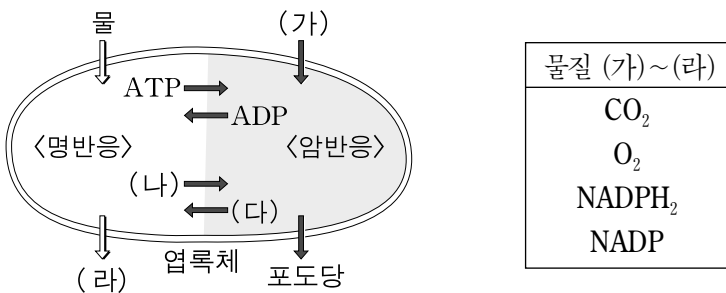 물
(가)
ATP
ADP
〈명반응〉
〈암반응〉
(나)
(다)
엽록체
(라)
포도당
물질 (가)~(라)
CO₂
O₂
NADPH₂
NADP